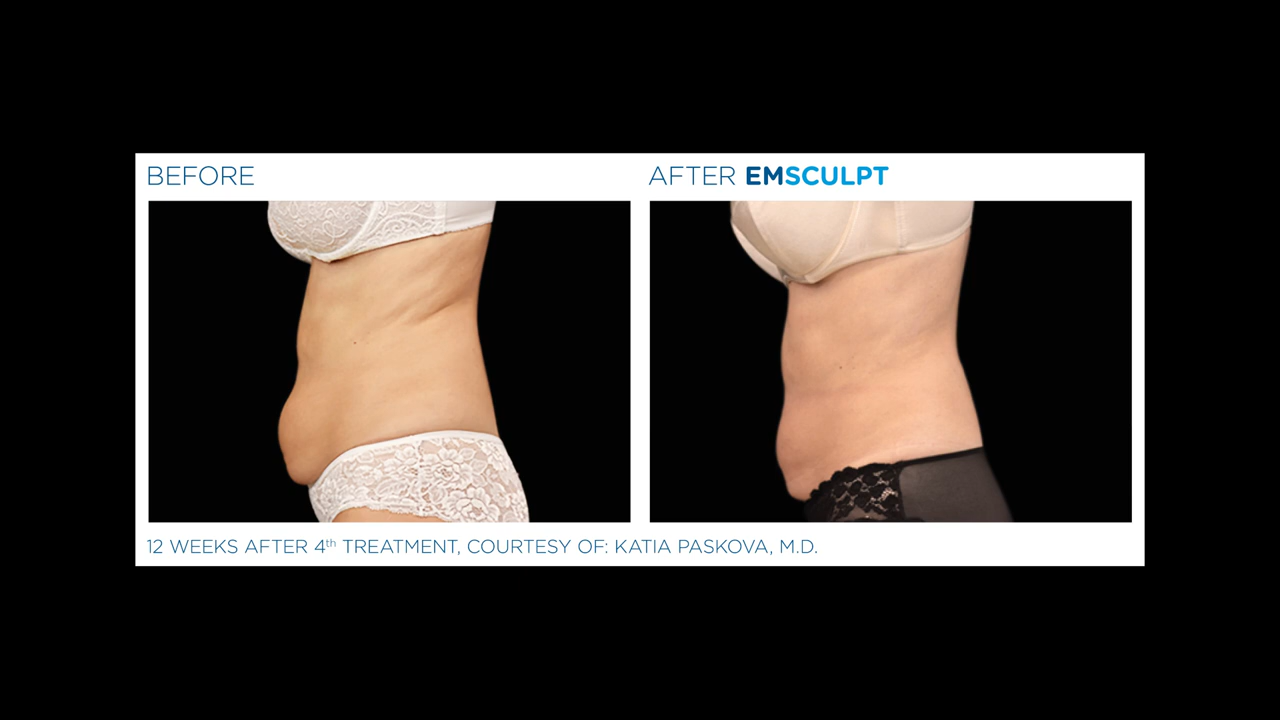 BEFORE
AFTER EMSCULPT
12 WEEKS AFTER 4th TREATMENT, COURTESY OF: KATIA PASKOVA, M.D.